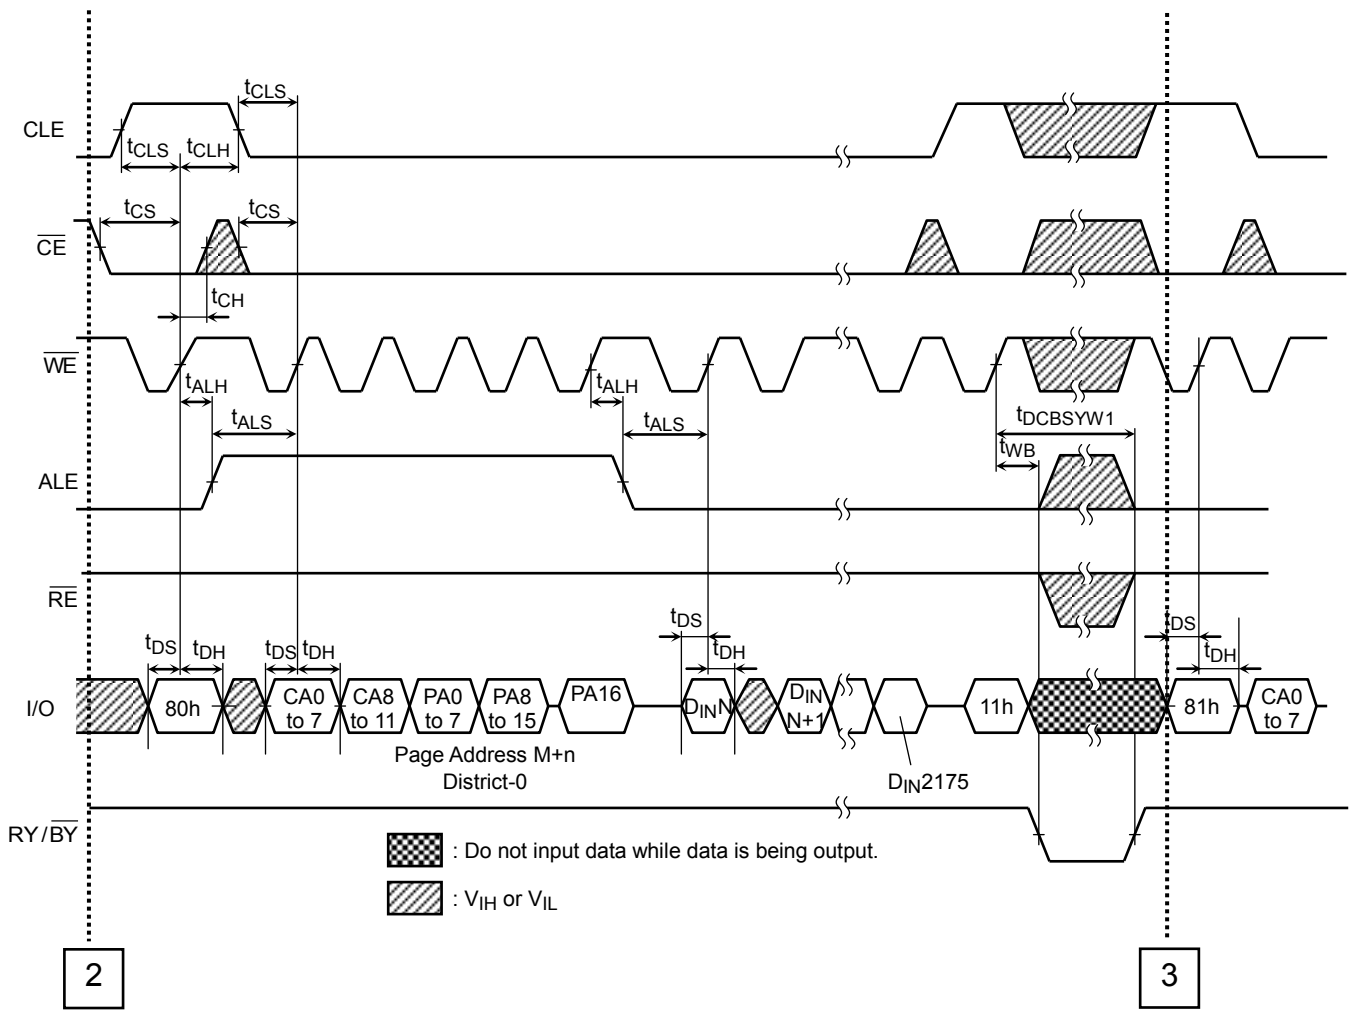 tCLS
CLE
tCLS
tCLH
tCS
tCS
CE
tCH
WE
tALH
tALH
tALS
tALS
tDCBSYW1
tWB
ALE
RE
tDS
tDH
tDS
tDH
tDS
tDH
tDS
tDH
I/O
80h
CA0 to 7
CA8 to 11
PA0 to 7
PA8 to 15
PA16
DIN N
DIN N+1
11h
81h
CA0 to 7
Page Address M+n
District-0
DIN2175
RY/BY
: Do not input data while data is being output.
: VIH or VIL
2
3